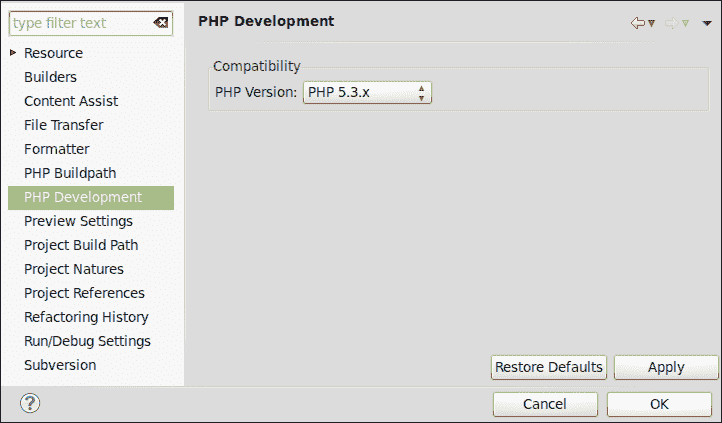 type filter text
Resource
Builders
Content Assist
File Transfer
Formatter
PHP Buildpath
PHP Development
Preview Settings
Project Build Path
Project Natures
Project References
Refactoring History
Run/Debug Settings
Subversion
PHP Development
Compatibility
PHP Version: PHP 5.3.x
Restore Defaults Apply
? Cancel OK